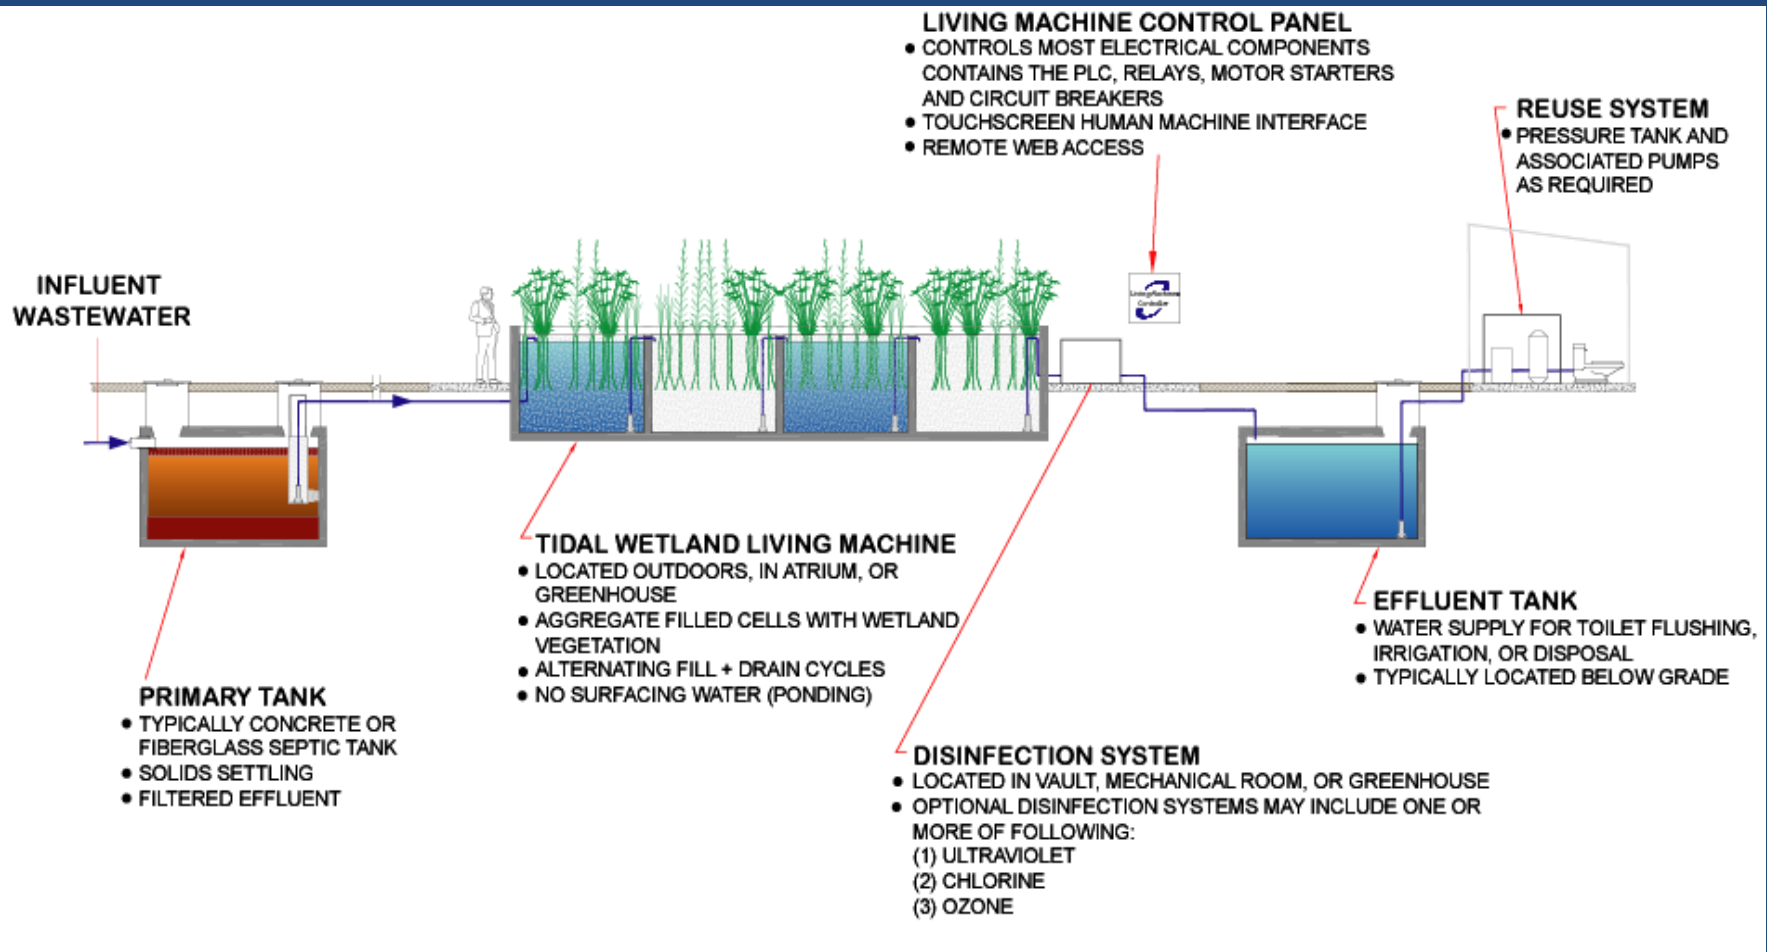 LIVING MACHINE CONTROL PANEL
• CONTROLS MOST ELECTRICAL COMPONENTS
CONTAINS THE PLC, RELAYS, MOTOR STARTERS
AND CIRCUIT BREAKERS
• TOUCHSCREEN HUMAN MACHINE INTERFACE
• REMOTE WEB ACCESS
REUSE SYSTEM
• PRESSURE TANK AND
ASSOCIATED PUMPS
AS REQUIRED
INFLUENT
WASTEWATER
Controller
TIDAL WETLAND LIVING MACHINE
• LOCATED OUTDOORS, IN ATRIUM, OR
GREENHOUSE
• AGGREGATE FILLED CELLS WITH WETLAND
VEGETATION
• ALTERNATING FILL + DRAIN CYCLES
• NO SURFACING WATER (PONDING)
EFFLUENT TANK
• WATER SUPPLY FOR TOILET FLUSHING,
IRRIGATION, OR DISPOSAL
• TYPICALLY LOCATED BELOW GRADE
PRIMARY TANK
• TYPICALLY CONCRETE OR
FIBERGLASS SEPTIC TANK
• SOLIDS SETTLING
• FILTERED EFFLUENT
DISINFECTION SYSTEM
• LOCATED IN VAULT, MECHANICAL ROOM, OR GREENHOUSE
• OPTIONAL DISINFECTION SYSTEMS MAY INCLUDE ONE OR
MORE OF FOLLOWING:
(1) ULTRAVIOLET
(2) CHLORINE
(3) OZONE